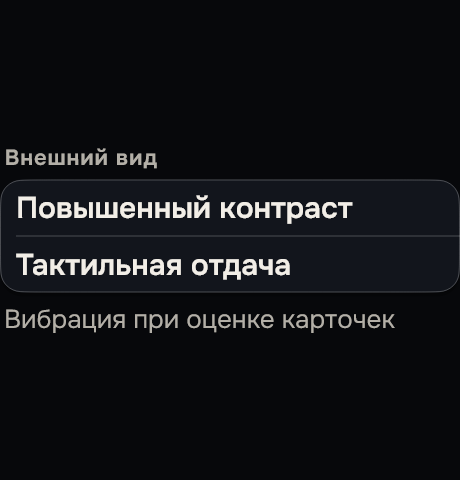 Внешний вид
Повышенный контраст
Тактильная отдача
Вибрация при оценке карточек